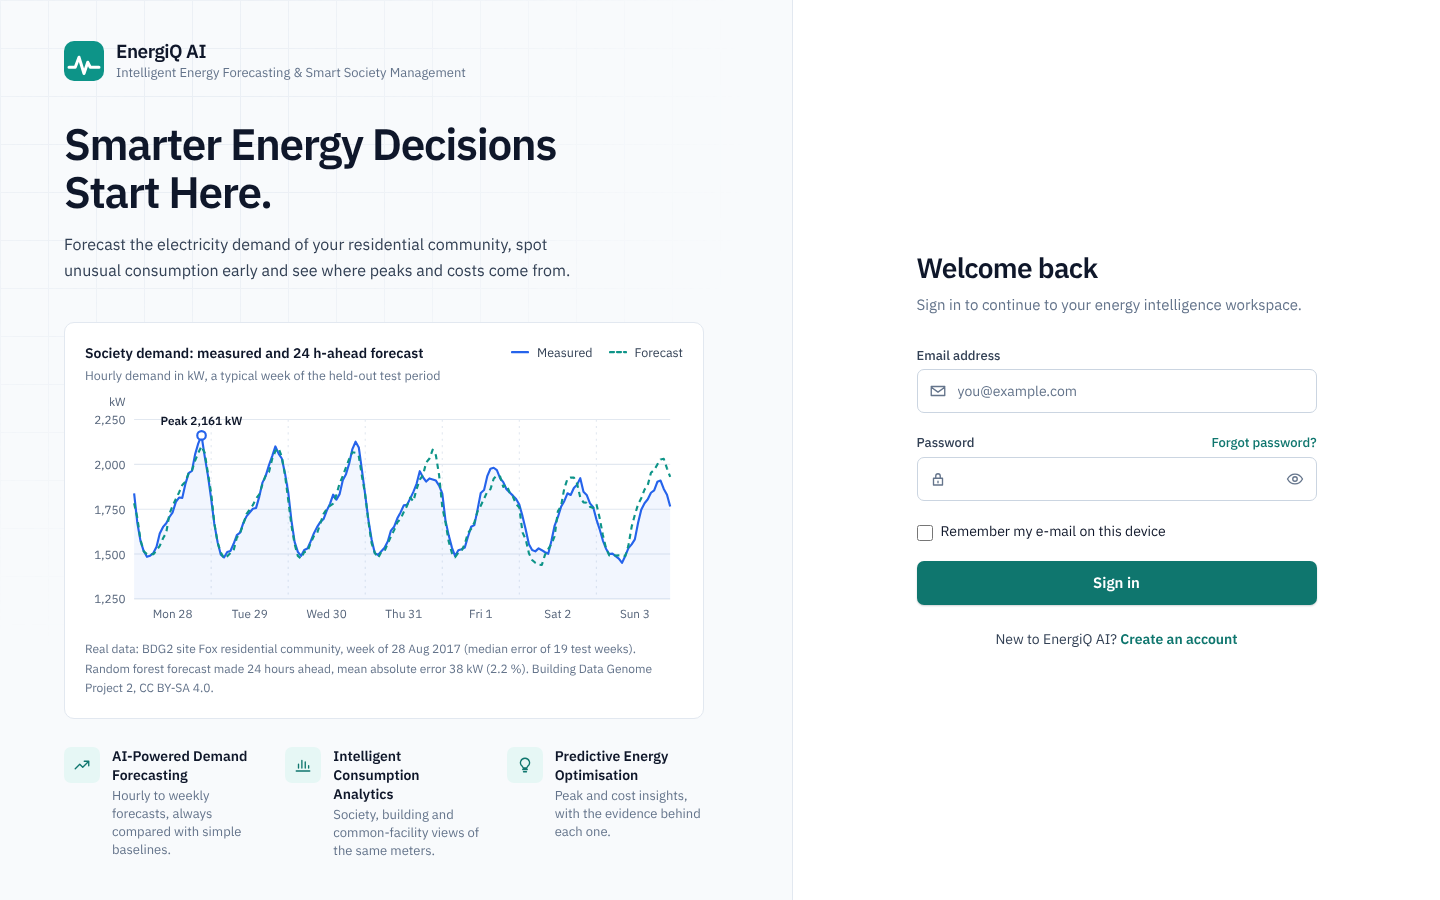 EnergiQ AI
Intelligent Energy Forecasting & Smart Society Management
Smarter Energy Decisions
Start Here.
Forecast the electricity demand of your residential community, spot
unusual consumption early and see where peaks and costs come from.
Society demand: measured and 24 h-ahead forecast
Measured
Forecast
Hourly demand in kW, a typical week of the held-out test period
kW
2,250
Peak 2,161 kW
2,000
1,750
1,500
1,250
Mon 28
Tue 29
Wed 30
Thu 31
Fri 1
Sat 2
Sun 3
Real data: BDG2 site Fox residential community, week of 28 Aug 2017 (median error of 19 test weeks).
Random forest forecast made 24 hours ahead, mean absolute error 38 kW (2.2 %). Building Data Genome
Project 2, CC BY-SA 4.0.
AI-Powered Demand
Forecasting
Hourly to weekly
forecasts, always
compared with simple
baselines.
Intelligent
Consumption
Analytics
Society, building and
common-facility views of
the same meters.
Predictive Energy
Optimisation
Peak and cost insights,
with the evidence behind
each one.
Welcome back
Sign in to continue to your energy intelligence workspace.
Email address
you@example.com
Password
Forgot password?
Remember my e-mail on this device
Sign in
New to EnergiQ AI? Create an account